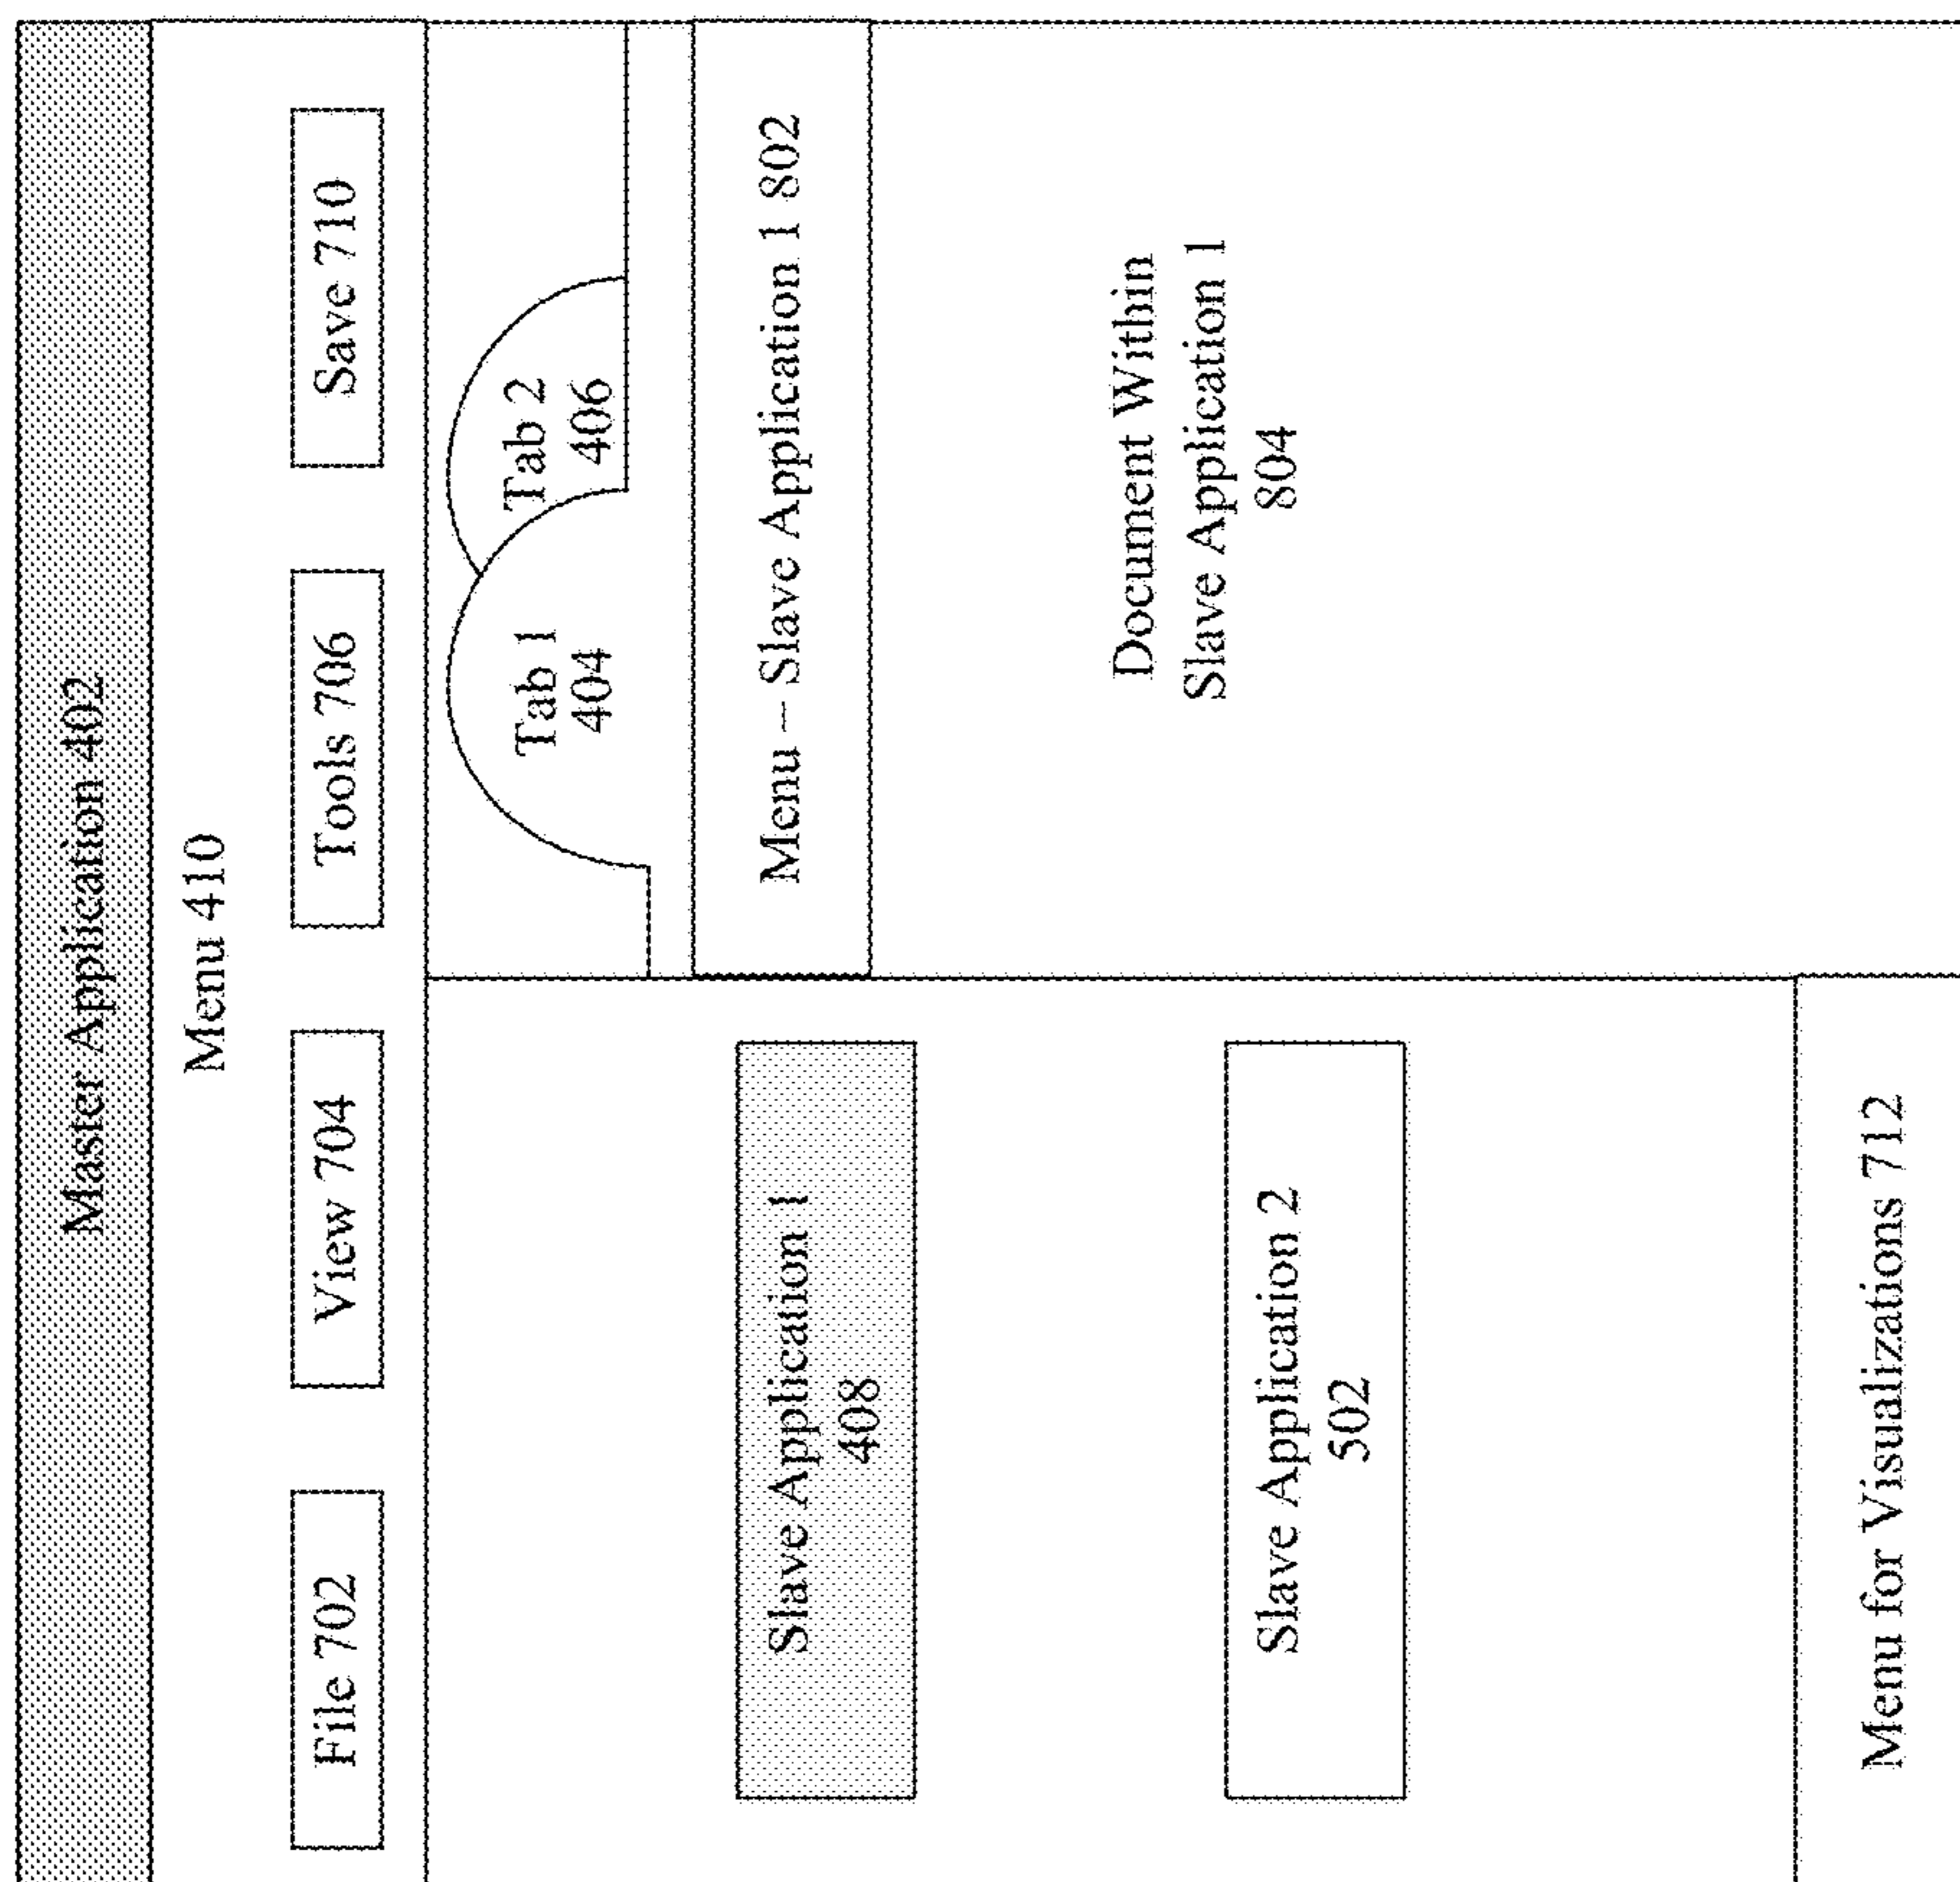 Master Application 402
Menu 410
File 702
View 704
Tools 706
Save 710
Slave Application 1
408
Slave Application 2
502
Menu for Visualizations 712
Tab 1
404
Tab 2
406
Menu – Slave Application 1 802
Document Within
Slave Application 1
804